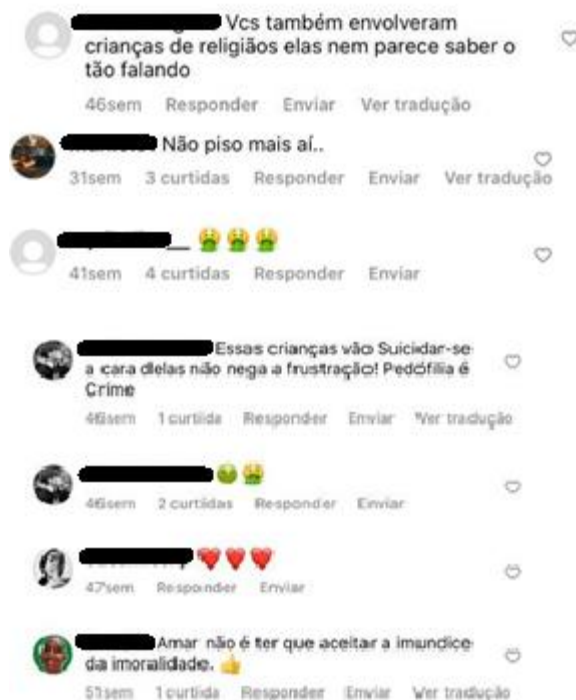 Vcs também envolveram
crianças de religiãos elas nem parece saber o
tão falando
46sem Responder Enviar Ver tradução
Não piso mais aí..
31sem 3 curtidas Responder Enviar Ver tradução
🤮 🤮 🤮
41sem 4 curtidas Responder Enviar
Essas crianças vão Suicidar-se
a cara delas não nega a frustração! Pedófilia é
Crime
46sem 1 curtida Responder Enviar Ver tradução
🤢 🤮
46sem 2 curtidas Responder Enviar
❤️ ❤️ ❤️
47sem Responder Enviar
Amar não é ter que aceitar a imundice
da imoralidade. 👍
51sem 1 curtida Responder Enviar Ver tradução